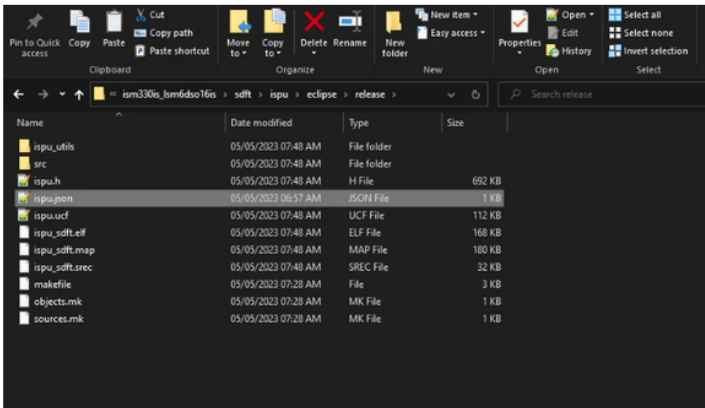 Pin to Quick access
Copy
Paste
Cut
Copy path
Paste shortcut
Clipboard
Move to
Copy to
Delete
Rename
Organize
New folder
New item
Easy access
New
Properties
Open
Edit
History
Open
Select all
Select none
Invert selection
Select
« ism330is_lsm6dso16is > sdft > ispu > eclipse > release >
Search release
Name Date modified Type Size
ispu_utils 05/05/2023 07:48 AM File folder
src 05/05/2023 07:48 AM File folder
ispu.h 05/05/2023 07:48 AM H File 692 KB
ispu.json 05/05/2023 06:57 AM JSON File 1 KB
ispu.ucf 05/05/2023 07:48 AM UCF File 112 KB
ispu_sdft.elf 05/05/2023 07:48 AM ELF File 168 KB
ispu_sdft.map 05/05/2023 07:48 AM MAP File 180 KB
ispu_sdft.srec 05/05/2023 07:48 AM SREC File 32 KB
makefile 05/05/2023 07:28 AM File 3 KB
objects.mk 05/05/2023 07:28 AM MK File 1 KB
sources.mk 05/05/2023 07:28 AM MK File 1 KB